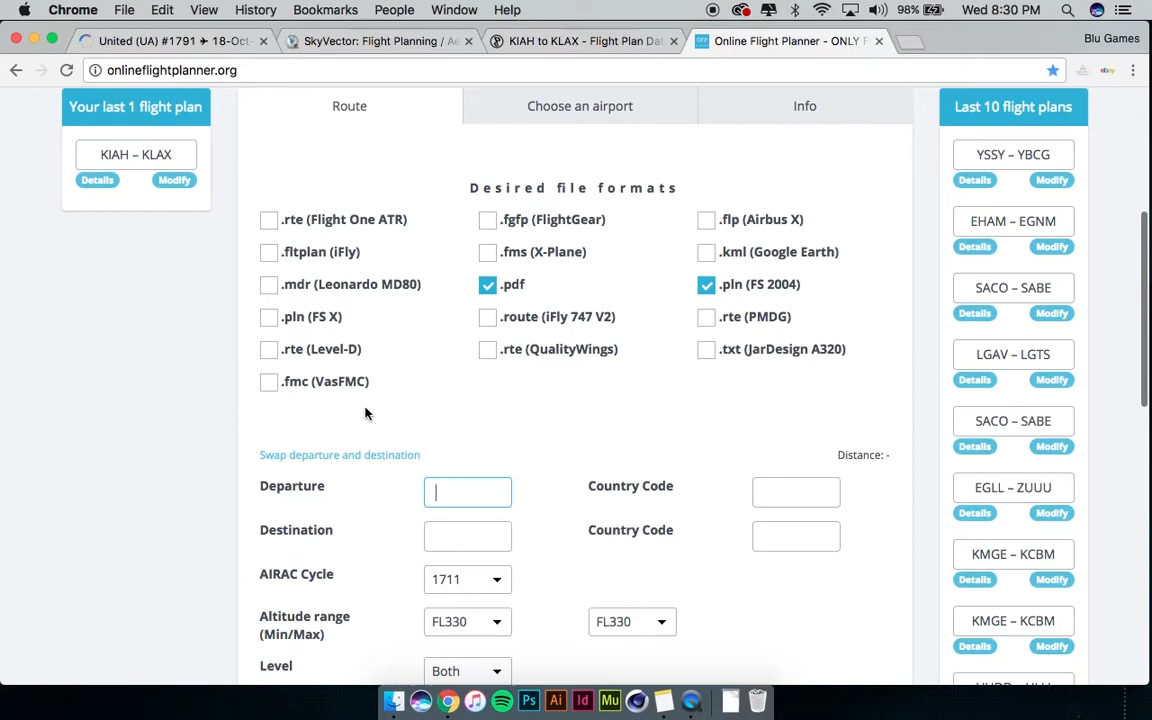 Chrome File Edit View History Bookmarks People Window Help 98% Wed 8:30 PM
United (UA) #1791 ✈ 18-Oct- SkyVector: Flight Planning / Ae KIAH to KLAX - Flight Plan Dat Online Flight Planner - ONLY F Blu Games
onlineflightplanner.org ebay
Your last 1 flight plan Route Choose an airport Info Last 10 flight plans
KIAH – KLAX
Details Modify
Desired file formats
.rte (Flight One ATR) .fgfp (FlightGear) .flp (Airbus X)
.fltplan (iFly) .fms (X-Plane) .kml (Google Earth)
.mdr (Leonardo MD80) .pdf .pln (FS 2004)
.pln (FS X) .route (iFly 747 V2) .rte (PMDG)
.rte (Level-D) .rte (QualityWings) .txt (JarDesign A320)
.fmc (VasFMC)
Swap departure and destination Distance: -
Departure Country Code
Destination Country Code
AIRAC Cycle 1711
Altitude range
(Min/Max) FL330 FL330
Level Both
YSSY – YBCG
Details Modify
EHAM – EGNM
Details Modify
SACO – SABE
Details Modify
LGAV – LGTS
Details Modify
SACO – SABE
Details Modify
EGLL – ZUUU
Details Modify
KMGE – KCBM
Details Modify
KMGE – KCBM
Details Modify
Ps Ai Id Mu